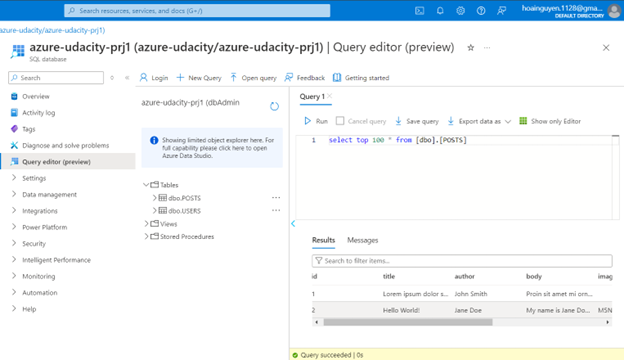 Search resources, services, and docs (G+/)
hoainguyen.1128@gma...
DEFAULT DIRECTORY
azure-udacity/azure-udacity-prj1)
azure-udacity-prj1 (azure-udacity/azure-udacity-prj1) | Query editor (preview)
SQL database
Search
Login
New Query
Open query
Feedback
Getting started
Overview
Activity log
Tags
Diagnose and solve problems
Query editor (preview)
Settings
Data management
Integrations
Power Platform
Security
Intelligent Performance
Monitoring
Automation
Help
azure-udacity-prj1 (dbAdmin
Showing limited object explorer here. For
full capability please click here to open
Azure Data Studio.
Tables
dbo.POSTS
dbo.USERS
Views
Stored Procedures
Query 1
Run
Cancel query
Save query
Export data as
Show only Editor
1 select top 100 * from [dbo].[POSTS]
Results Messages
Search to filter items...
id title author body imag
1 Lorem ipsum dolor s... John Smith Proin sit amet mi orn...
2 Hello World! Jane Doe My name is Jane Do... MSN
Query succeeded | 0s